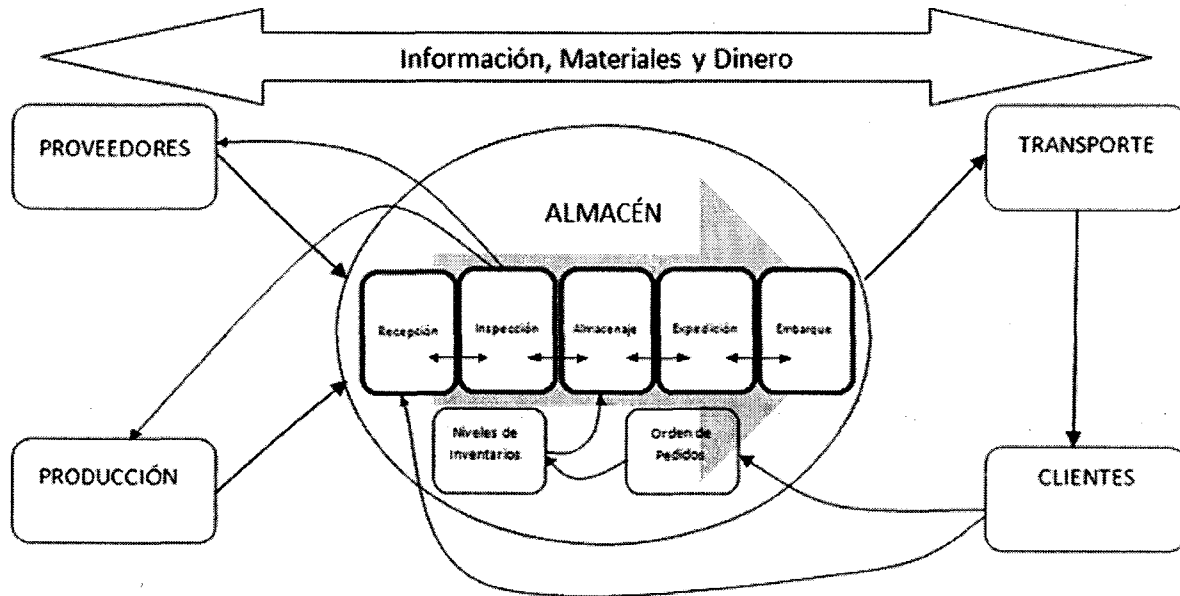 Información, Materiales y Dinero
PROVEEDORES
TRANSPORTE
ALMACÉN
Recepción
Inspección
Almacenaje
Expedición
Embarque
Niveles de
Inventarios
Orden de
Pedidos
PRODUCCIÓN
CLIENTES